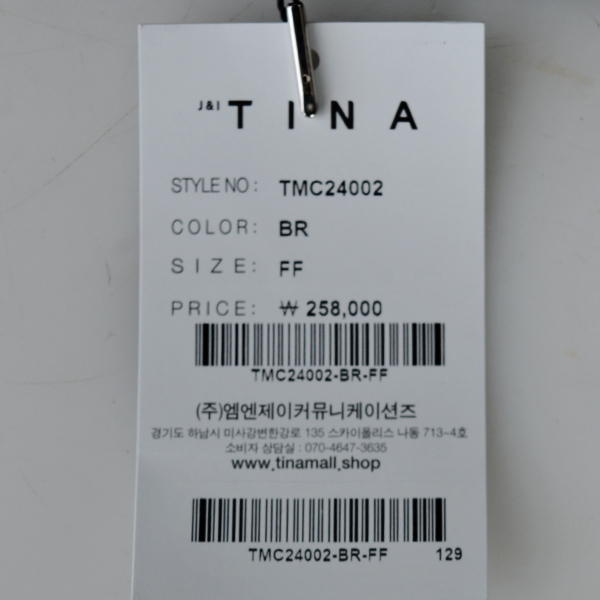 J&I TINA
STYLE NO: TMC24002
COLOR: BR
SIZE: FF
PRICE: ₩ 258,000
TMC24002-BR-FF
(주)엠엔제이커뮤니케이션즈
경기도 하남시 미사강변한강로 135 스카이폴리스 나동 713-4호
소비자 상담실 : 070-4647-3635
www.tinamall.shop
TMC24002-BR-FF 129